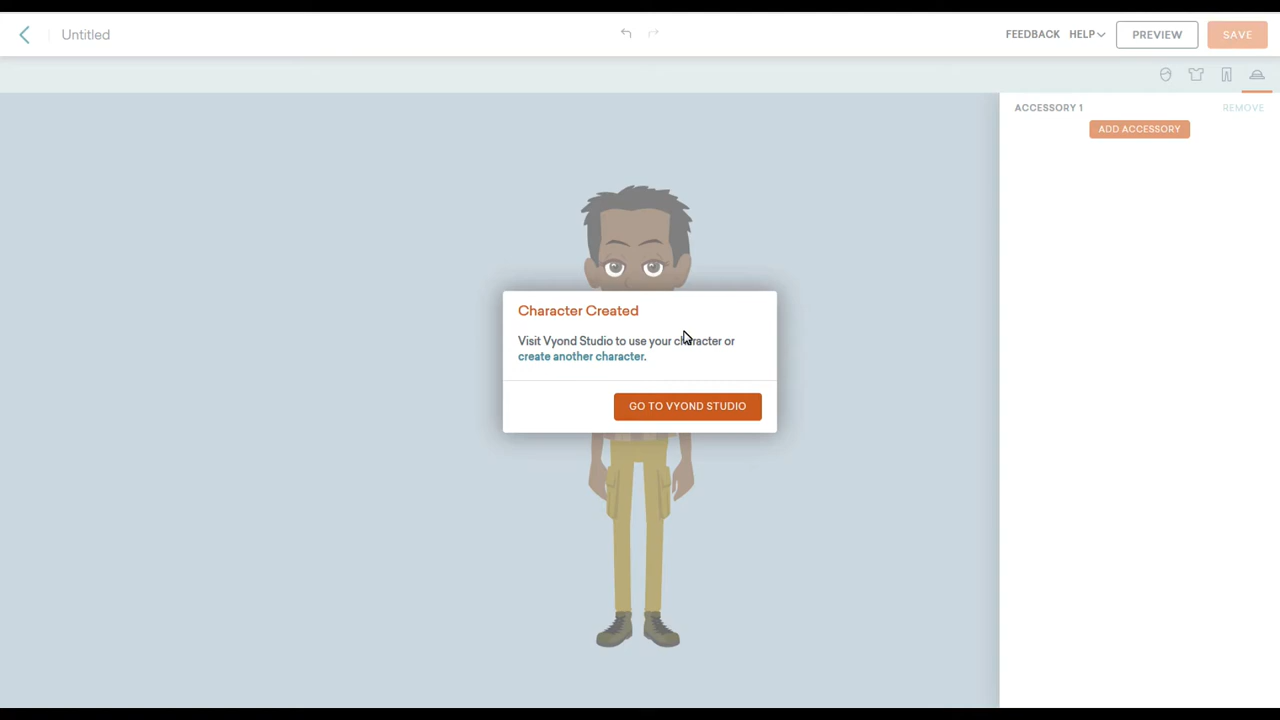 Untitled
FEEDBACK HELP PREVIEW SAVE
ACCESSORY 1 REMOVE
ADD ACCESSORY
Character Created
Visit Vyond Studio to use your character or
create another character.
GO TO VYOND STUDIO